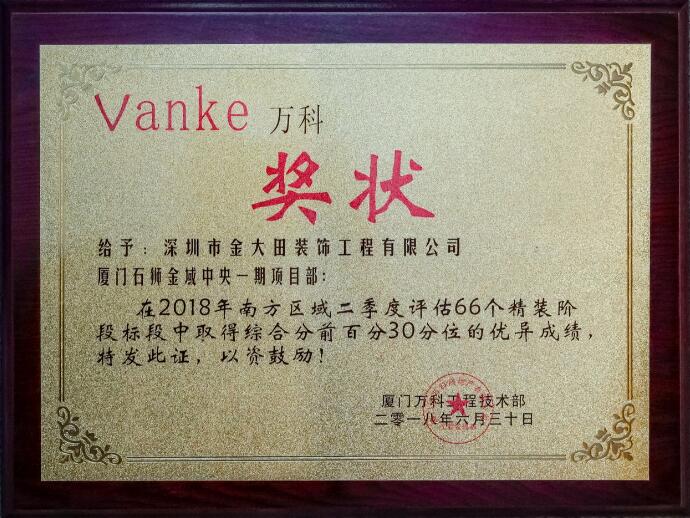 Vanke 万科
奖状
给予：深圳市金大田装饰工程有限公司
厦门石狮金域中央一期项目部：
在2018年南方区域二季度评估66个精装阶
段标段中取得综合分前百分30分位的优异成绩，
特发此证，以资鼓励！
厦门万科工程技术部
二零一八年六月三十日